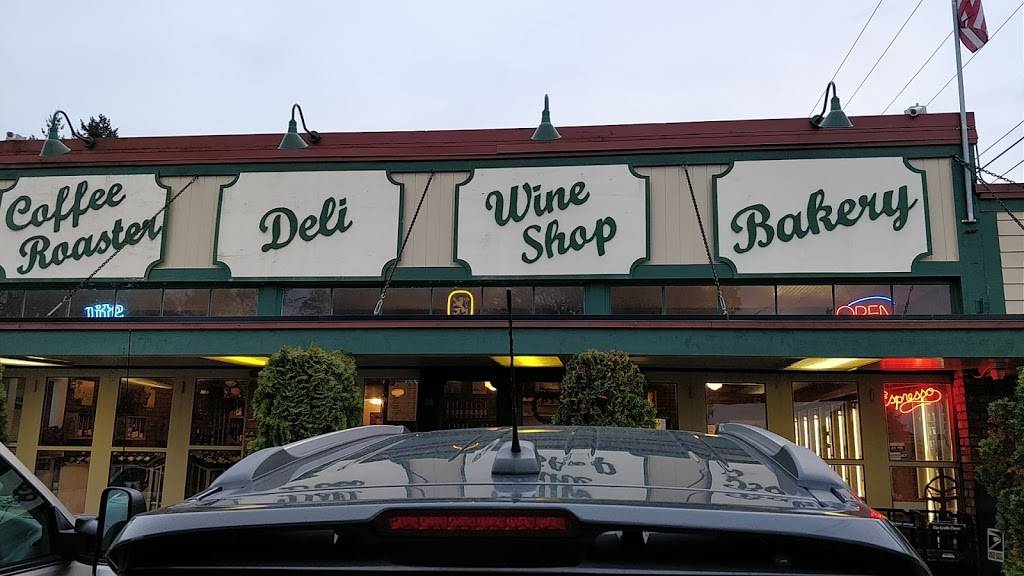 Coffee
Roaster
Deli
Wine
Shop
Bakery
OPEN
Espresso